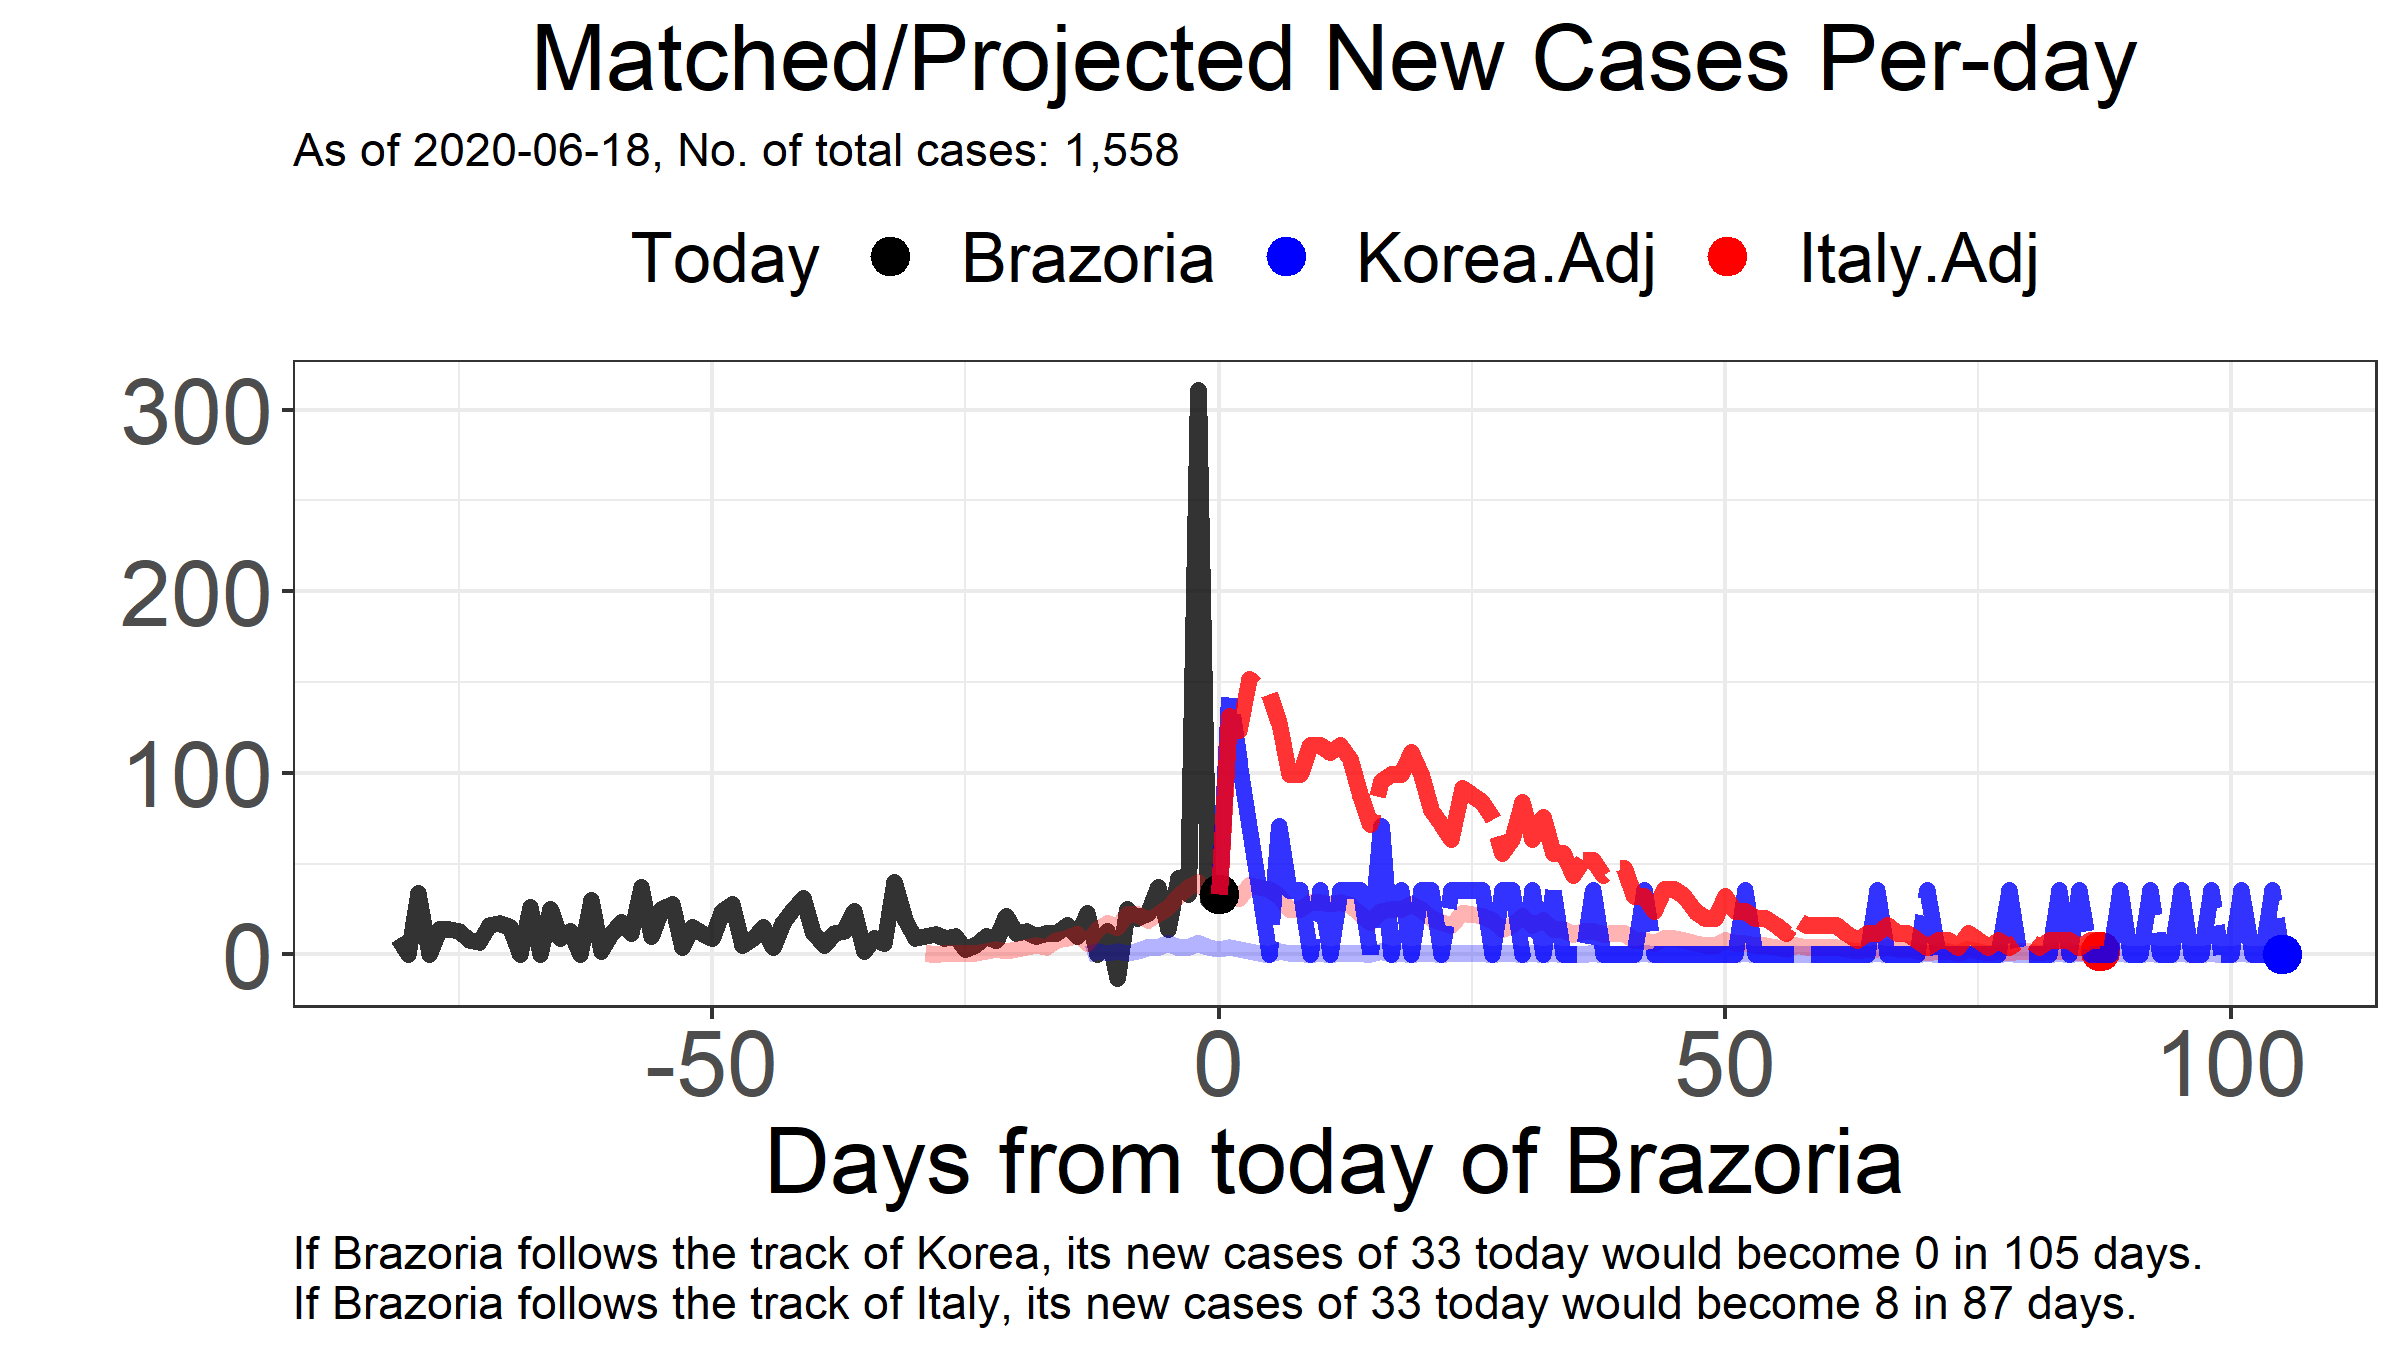 Matched/Projected New Cases Per-day
As of 2020-06-18, No. of total cases: 1,558
Today Brazoria Korea.Adj Italy.Adj
300
200
100
0
-50 0 50 100
Days from today of Brazoria
If Brazoria follows the track of Korea, its new cases of 33 today would become 0 in 105 days.
If Brazoria follows the track of Italy, its new cases of 33 today would become 8 in 87 days.